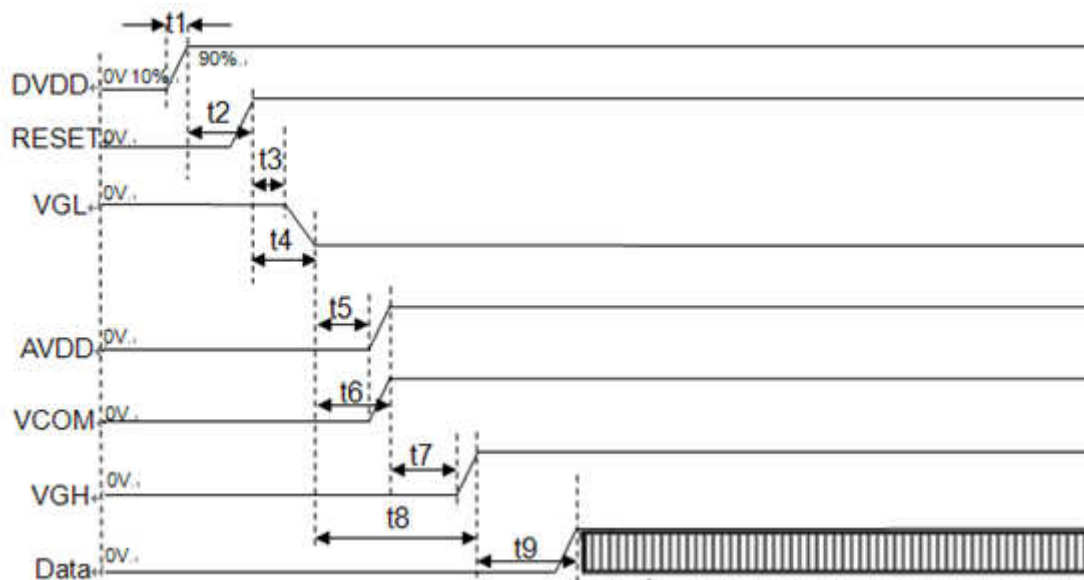 t1
90%
DVDD 0V 10%
t2
RESET 0V
t3
VGL 0V
t4
t5
AVDD 0V
t6
VCOM 0V
t7
VGH 0V
t8
t9
Data 0V